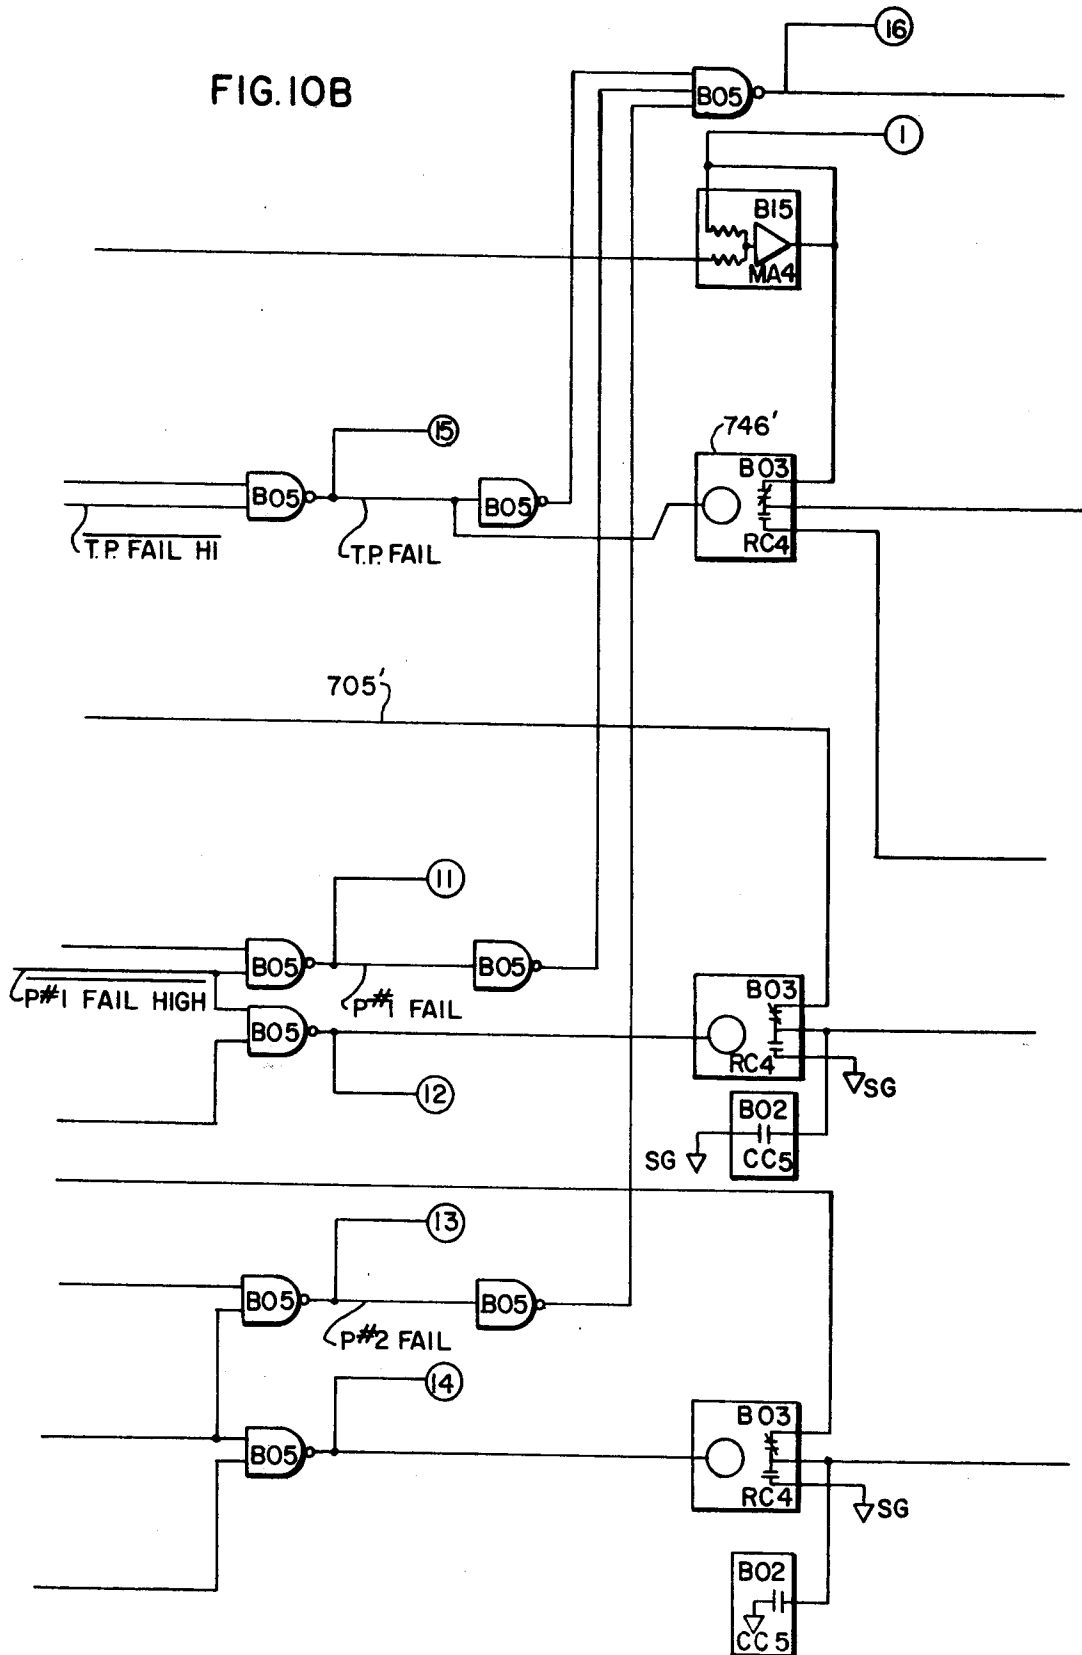 16
FIG. 10B
B05
1
B15
MA4
15
746'
B03
B05
B05
RC4
T.P. FAIL HI
T.P. FAIL
705'
11
B05
B05
P#1 FAIL HIGH
P#1 FAIL
B03
B05
RC4
SG
12
B02
SG
CC5
13
B05
B05
P#2 FAIL
14
B03
B05
RC4
SG
B02
CC5